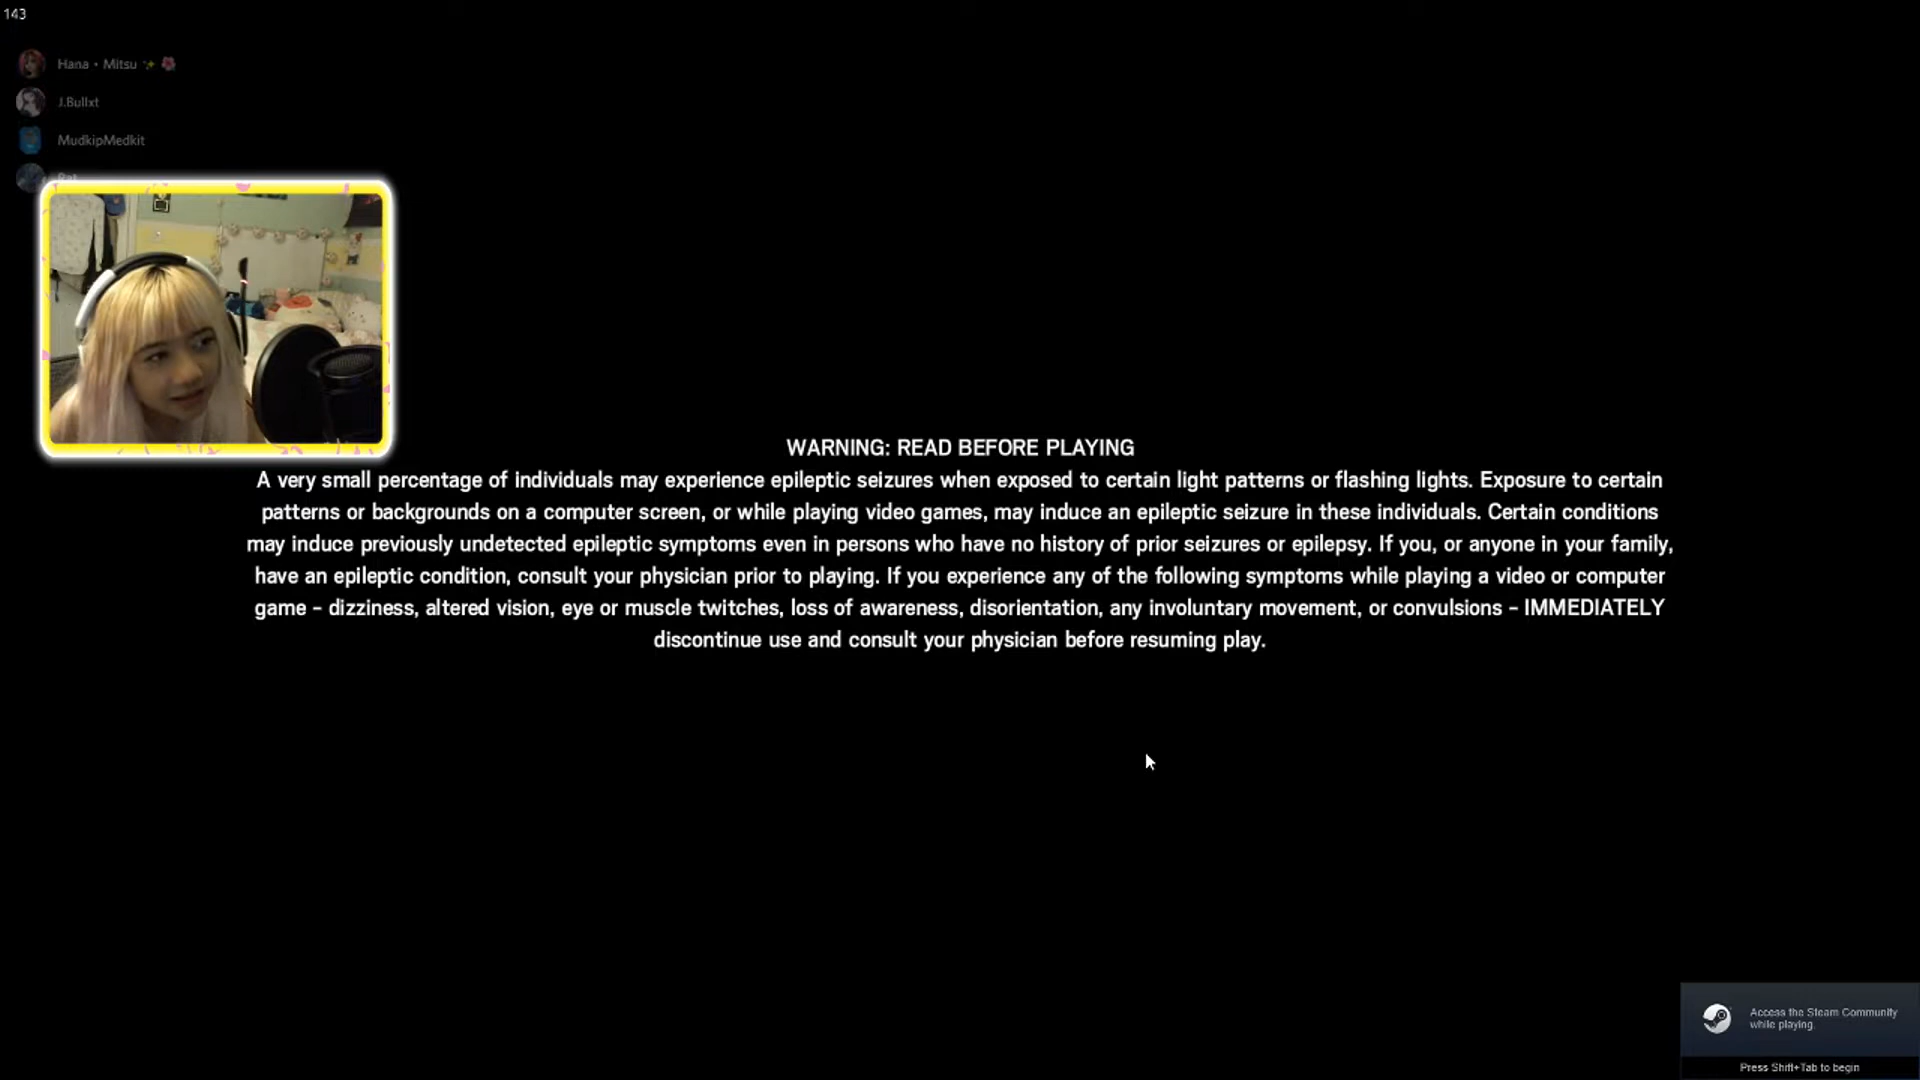 143
Hana • Mitsu ✨ 🌸
J.Bullxt
MudkipMedkit
Rat
WARNING: READ BEFORE PLAYING
A very small percentage of individuals may experience epileptic seizures when exposed to certain light patterns or flashing lights. Exposure to certain
patterns or backgrounds on a computer screen, or while playing video games, may induce an epileptic seizure in these individuals. Certain conditions
may induce previously undetected epileptic symptoms even in persons who have no history of prior seizures or epilepsy. If you, or anyone in your family,
have an epileptic condition, consult your physician prior to playing. If you experience any of the following symptoms while playing a video or computer
game – dizziness, altered vision, eye or muscle twitches, loss of awareness, disorientation, any involuntary movement, or convulsions – IMMEDIATELY
discontinue use and consult your physician before resuming play.
Access the Steam Community
while playing.
Press Shift+Tab to begin